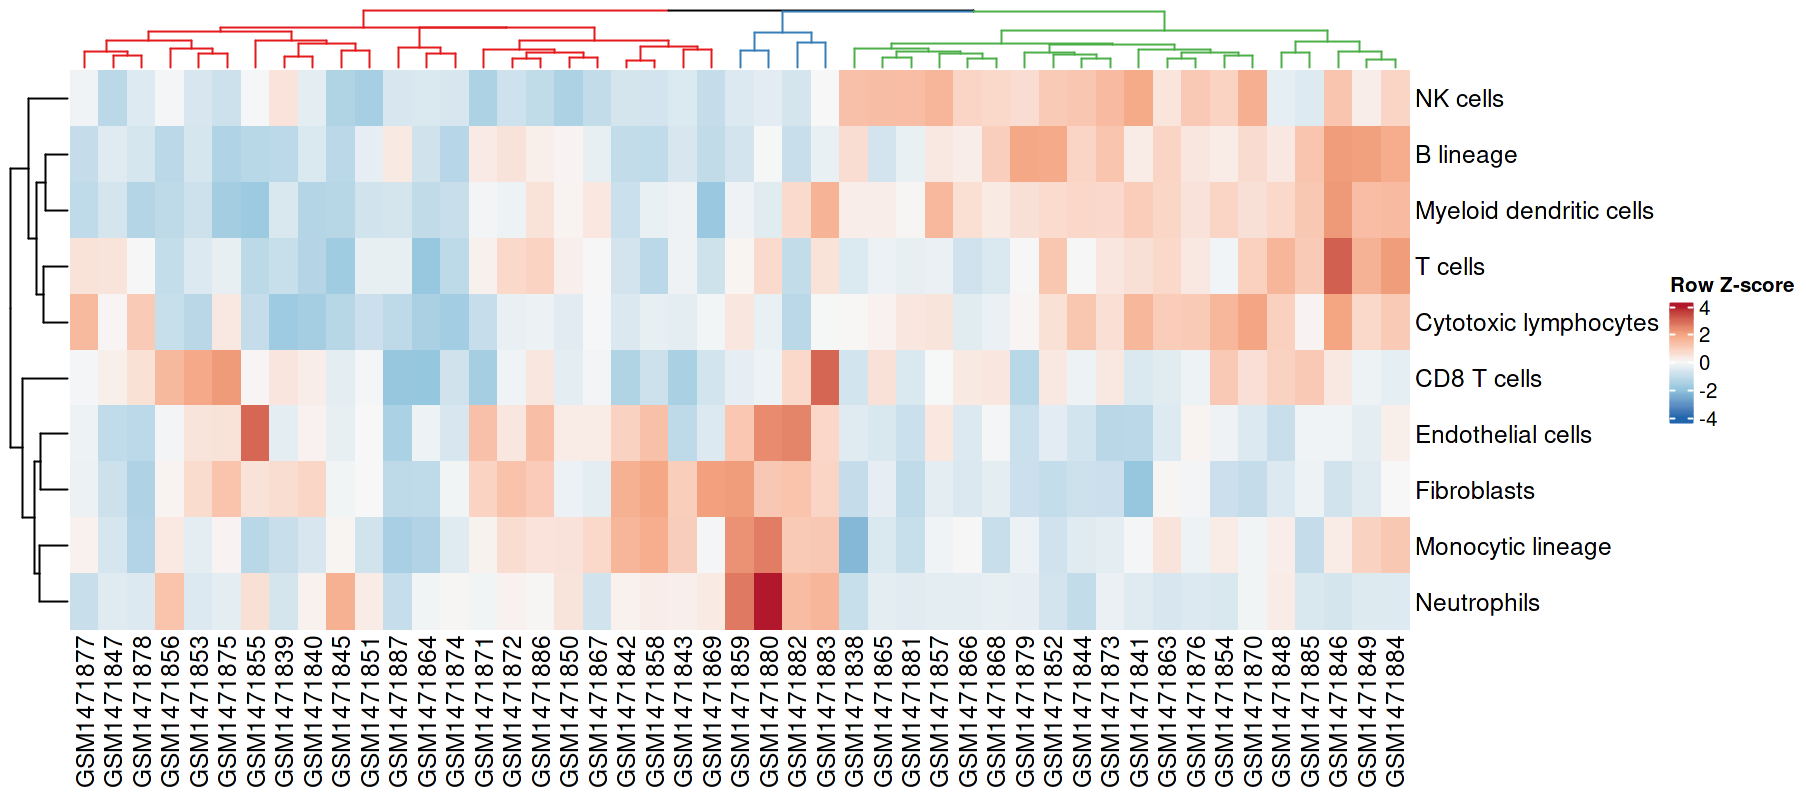 NK cells
B lineage
Myeloid dendritic cells
T cells
Cytotoxic lymphocytes
CD8 T cells
Endothelial cells
Fibroblasts
Monocytic lineage
Neutrophils
Row Z-score
4
2
0
-2
-4
GSM1471877
GSM1471847
GSM1471878
GSM1471856
GSM1471853
GSM1471875
GSM1471855
GSM1471839
GSM1471840
GSM1471845
GSM1471851
GSM1471887
GSM1471864
GSM1471874
GSM1471871
GSM1471872
GSM1471886
GSM1471850
GSM1471867
GSM1471842
GSM1471858
GSM1471843
GSM1471869
GSM1471859
GSM1471880
GSM1471882
GSM1471883
GSM1471838
GSM1471865
GSM1471881
GSM1471857
GSM1471866
GSM1471868
GSM1471879
GSM1471852
GSM1471844
GSM1471873
GSM1471841
GSM1471863
GSM1471876
GSM1471854
GSM1471870
GSM1471848
GSM1471885
GSM1471846
GSM1471849
GSM1471884